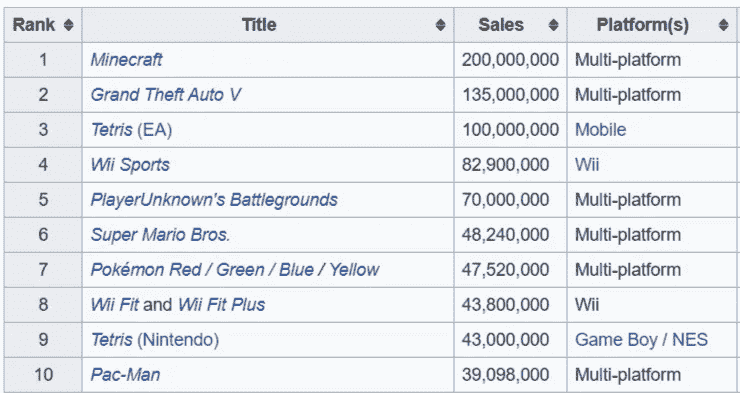 Rank Title Sales Platform(s)
1 Minecraft 200,000,000 Multi-platform
2 Grand Theft Auto V 135,000,000 Multi-platform
3 Tetris (EA) 100,000,000 Mobile
4 Wii Sports 82,900,000 Wii
5 PlayerUnknown's Battlegrounds 70,000,000 Multi-platform
6 Super Mario Bros. 48,240,000 Multi-platform
7 Pokémon Red / Green / Blue / Yellow 47,520,000 Multi-platform
8 Wii Fit and Wii Fit Plus 43,800,000 Wii
9 Tetris (Nintendo) 43,000,000 Game Boy / NES
10 Pac-Man 39,098,000 Multi-platform